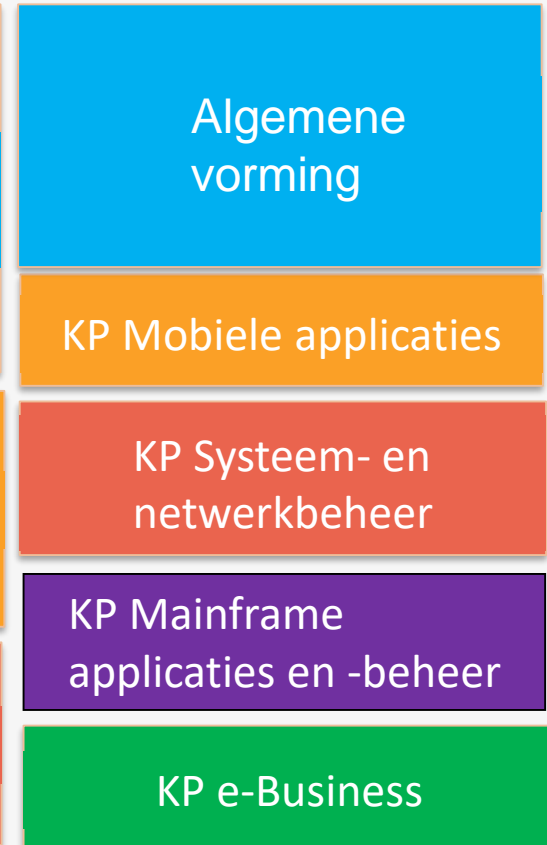 Algemene
vorming
KP Mobiele applicaties
KP Systeem- en
netwerkbeheer
KP Mainframe
applicaties en -beheer
KP e-Business